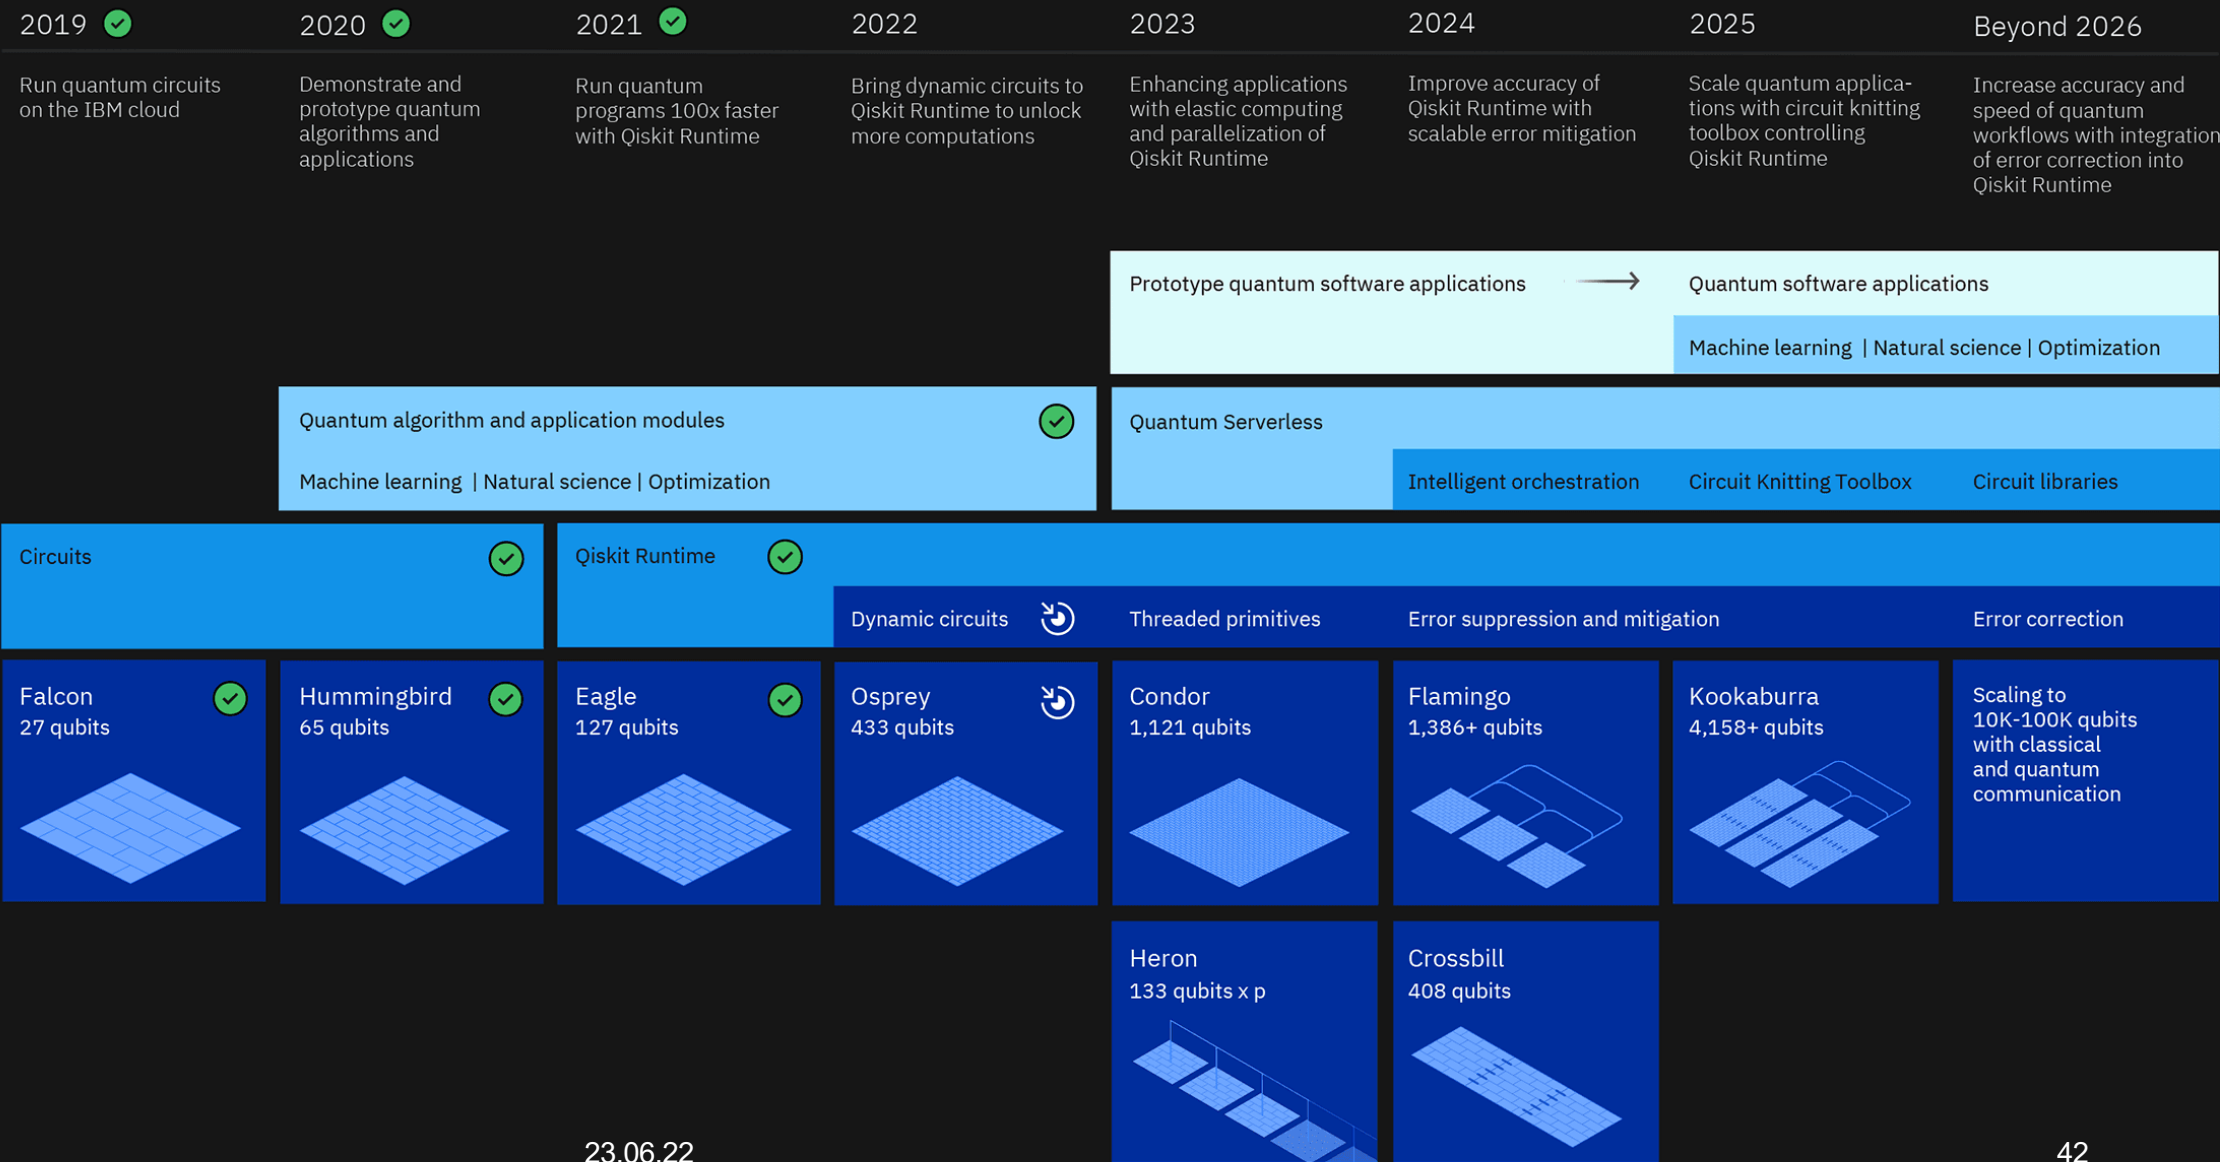 2019
Run quantum circuits
on the IBM cloud
2020
Demonstrate and
prototype quantum
algorithms and
applications
2021
Run quantum
programs 100x faster
with Qiskit Runtime
2022
Bring dynamic circuits to
Qiskit Runtime to unlock
more computations
2023
Enhancing applications
with elastic computing
and parallelization of
Qiskit Runtime
2024
Improve accuracy of
Qiskit Runtime with
scalable error mitigation
2025
Scale quantum applica-
tions with circuit knitting
toolbox controlling
Qiskit Runtime
Beyond 2026
Increase accuracy and
speed of quantum
workflows with integration
of error correction into
Qiskit Runtime
Prototype quantum software applications
Quantum software applications
Machine learning | Natural science | Optimization
Quantum algorithm and application modules
Machine learning | Natural science | Optimization
Quantum Serverless
Intelligent orchestration
Circuit Knitting Toolbox
Circuit libraries
Circuits
Qiskit Runtime
Dynamic circuits
Threaded primitives
Error suppression and mitigation
Error correction
Falcon
27 qubits
Hummingbird
65 qubits
Eagle
127 qubits
Osprey
433 qubits
Condor
1,121 qubits
Flamingo
1,386+ qubits
Kookaburra
4,158+ qubits
Scaling to
10K-100K qubits
with classical
and quantum
communication
Heron
133 qubits x p
Crossbill
408 qubits
23.06.22
42